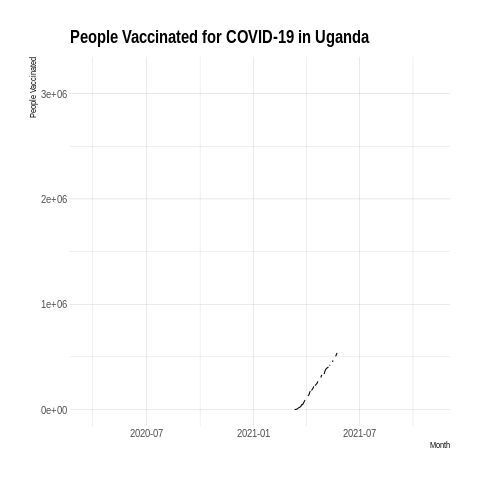 People Vaccinated for COVID-19 in Uganda
People Vaccinated
3e+06
2e+06
1e+06
0e+00
2020-07
2021-01
2021-07
Month